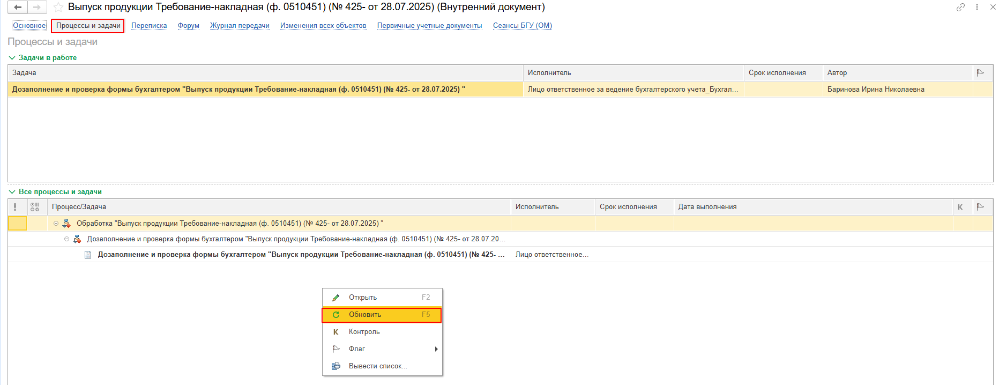 Выпуск продукции Требование-накладная (ф. 0510451) (№ 425- от 28.07.2025) (Внутренний документ)
Основное Процессы и задачи Переписка Форум Журнал передачи Изменения всех объектов Первичные учетные документы Сеансы БГУ (ОМ)
Процессы и задачи
Задачи в работе
Задача Исполнитель Срок исполнения Автор
Дозаполнение и проверка формы бухгалтером "Выпуск продукции Требование-накладная (ф. 0510451) (№ 425- от 28.07.2025) " Лицо ответственное за ведение бухгалтерского учета_Бухгал... Баринова Ирина Николаевна
Все процессы и задачи
Процесс/Задача Исполнитель Срок исполнения Дата выполнения К
Обработка "Выпуск продукции Требование-накладная (ф. 0510451) (№ 425- от 28.07.2025) "
Дозаполнение и проверка формы бухгалтером "Выпуск продукции Требование-накладная (ф. 0510451) (№ 425- от 28.07.20...
Дозаполнение и проверка формы бухгалтером "Выпуск продукции Требование-накладная (ф. 0510451) (№ 425- ... Лицо ответственное...
Открыть F2
Обновить F5
К Контроль
Флаг
Вывести список...